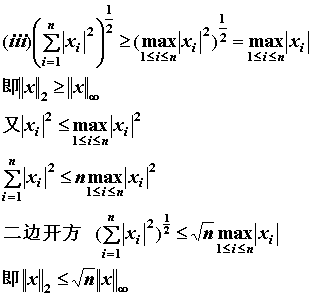 (iii)(∑_{i=1}^{n}|x_i|^2)^{1/2} ≥ (max_{1≤i≤n}|x_i|^2)^{1/2} = max_{1≤i≤n}|x_i|
即‖x‖_2 ≥ ‖x‖_∞
又|x_i|^2 ≤ max_{1≤i≤n}|x_i|^2
∑_{i=1}^{n}|x_i|^2 ≤ n max_{1≤i≤n}|x_i|^2
二边开方 (∑_{i=1}^{n}|x_i|^2)^{1/2} ≤ √n max_{1≤i≤n}|x_i|
即‖x‖_2 ≤ √n‖x‖_∞